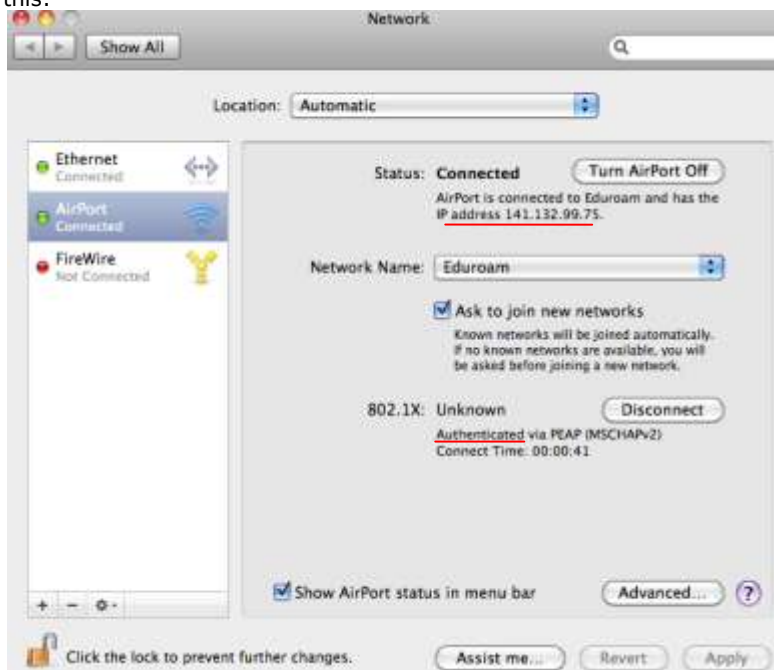 this:
Network
Show All
Location: Automatic
Ethernet
Connected
AirPort
Connected
FireWire
Not Connected
Status: Connected
Turn AirPort Off
AirPort is connected to Eduroam and has the
IP address 141.132.99.75.
Network Name: Eduroam
Ask to join new networks
Known networks will be joined automatically.
If no known networks are available, you will
be asked before joining a new network.
802.1X: Unknown
Disconnect
Authenticated via PEAP (MSCHAPv2)
Connect Time: 00:00:41
Show AirPort status in menu bar
Advanced...
?
+ -
Click the lock to prevent further changes.
Assist me...
Revert
Apply